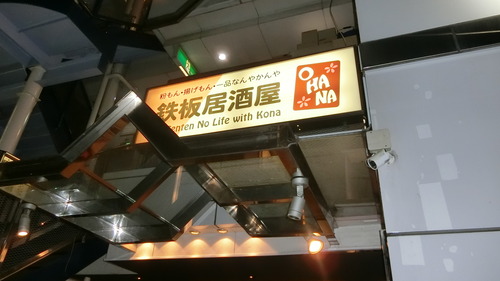 粉もん・揚げもん・一品なんやかんや
鉄板居酒屋
OHANA
No Life with Kona